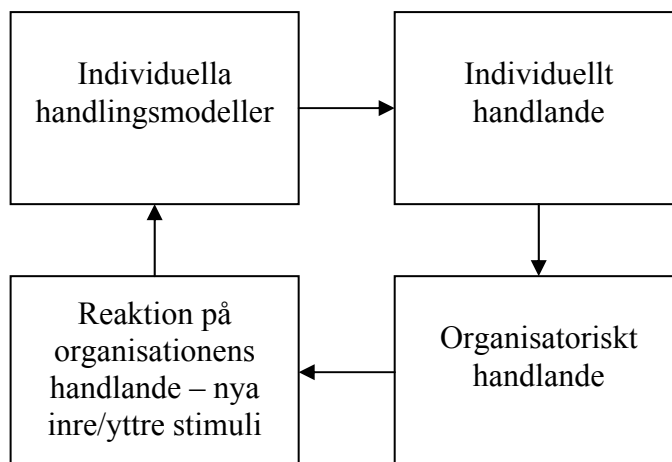 Individuella
handlingsmodeller
Individuellt
handlande
Reaktion på
organisationens
handlande – nya
inre/yttre stimuli
Organisatoriskt
handlande